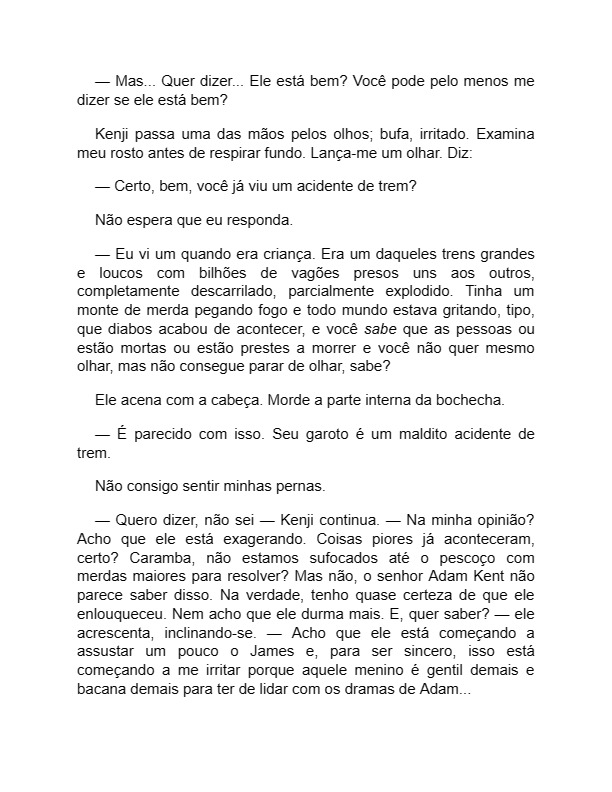 — Mas... Quer dizer... Ele está bem? Você pode pelo menos me
dizer se ele está bem?
Kenji passa uma das mãos pelos olhos; bufa, irritado. Examina
meu rosto antes de respirar fundo. Lança-me um olhar. Diz:
— Certo, bem, você já viu um acidente de trem?
Não espera que eu responda.
— Eu vi um quando era criança. Era um daqueles trens grandes
e loucos com bilhões de vagões presos uns aos outros,
completamente descarrilado, parcialmente explodido. Tinha um
monte de merda pegando fogo e todo mundo estava gritando, tipo,
que diabos acabou de acontecer, e você sabe que as pessoas ou
estão mortas ou estão prestes a morrer e você não quer mesmo
olhar, mas não consegue parar de olhar, sabe?
Ele acena com a cabeça. Morde a parte interna da bochecha.
— É parecido com isso. Seu garoto é um maldito acidente de
trem.
Não consigo sentir minhas pernas.
— Quero dizer, não sei — Kenji continua. — Na minha opinião?
Acho que ele está exagerando. Coisas piores já aconteceram,
certo? Caramba, não estamos sufocados até o pescoço com
merdas maiores para resolver? Mas não, o senhor Adam Kent não
parece saber disso. Na verdade, tenho quase certeza de que ele
enlouqueceu. Nem acho que ele durma mais. E, quer saber? — ele
acrescenta, inclinando-se. — Acho que ele está começando a
assustar um pouco o James e, para ser sincero, isso está
começando a me irritar porque aquele menino é gentil demais e
bacana demais para ter de lidar com os dramas de Adam...